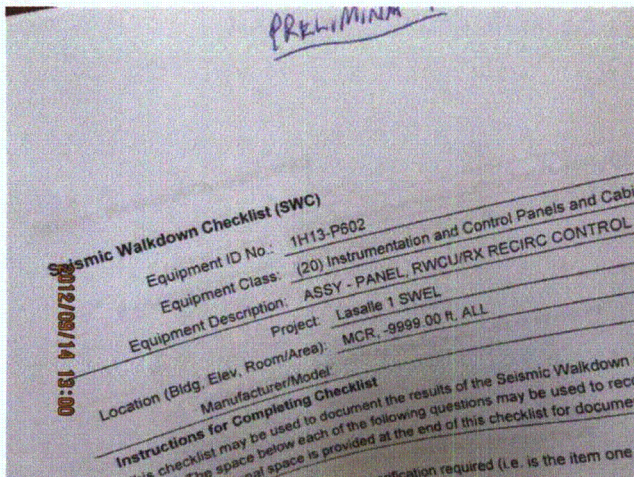 PRELIMINA
Seismic Walkdown Checklist (SWC)
Equipment ID No.: 1H13-P602
Equipment Class: (20) Instrumentation and Control Panels and Cabi
Equipment Description: ASSY - PANEL, RWCU/RX RECIRC CONTROL
Project: Lasalle 1 SWEL
Location (Bldg, Elev, Room/Area): MCR, -9999.00 ft, ALL
Manufacturer/Model:
Instructions for Completing Checklist
This checklist may be used to document the results of the Seismic Walkdown
The space below each of the following questions may be used to reco
nal space is provided at the end of this checklist for docume
ification required (i.e. is the item one
2012/09/14 13:00